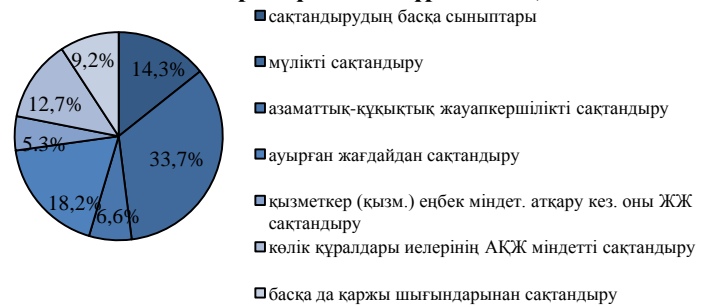 сақтандырудың басқа сыныптары
мүлікті сақтандыру
азаматтық-құқықтық жауапкершілікті сақтандыру
ауырған жағдайдан сақтандыру
қызметкер (қызм.) еңбек міндет. атқару кез. оны ЖЖ
сақтандыру
көлік құралдары иелерінің АҚЖ міндетті сақтандыру
басқа да қаржы шығындарынан сақтандыру
14,3%
33,7%
6,6%
18,2%
5.3%
12,7%
9,2%